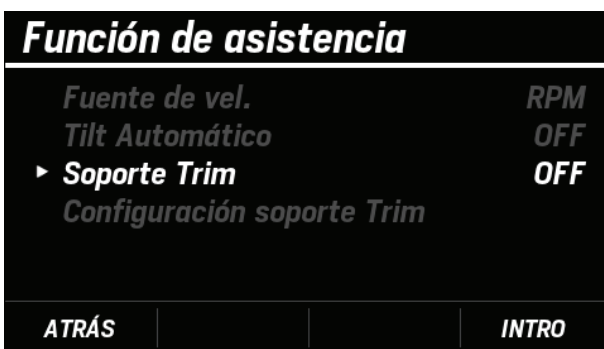 Función de asistencia
Fuente de vel. RPM
Tilt Automático OFF
Soporte Trim OFF
Configuración soporte Trim
ATRÁS INTRO